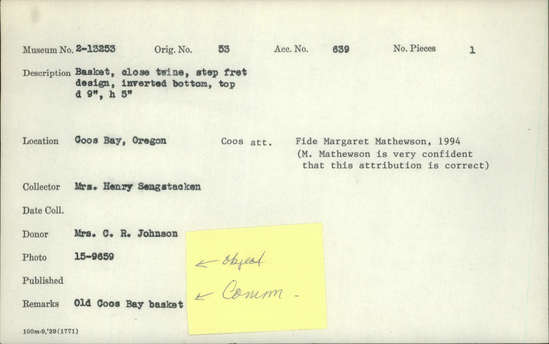 Museum No. 2-13253 Orig. No. 53 Acc. No. 639 No. Pieces 1
Description Basket, close twine, step fret
design, inverted bottom, top
d 9", h 5"
Location Coos Bay, Oregon Coos att. Fide Margaret Mathewson, 1994
(M. Mathewson is very confident
that this attribution is correct)
Collector Mrs. Henry Sengstacken
Date Coll.
Donor Mrs. C. R. Johnson
Photo 15-9659 ← object
Published
Remarks Old Coos Bay basket ← Comm -
100m-9,'39(1771)